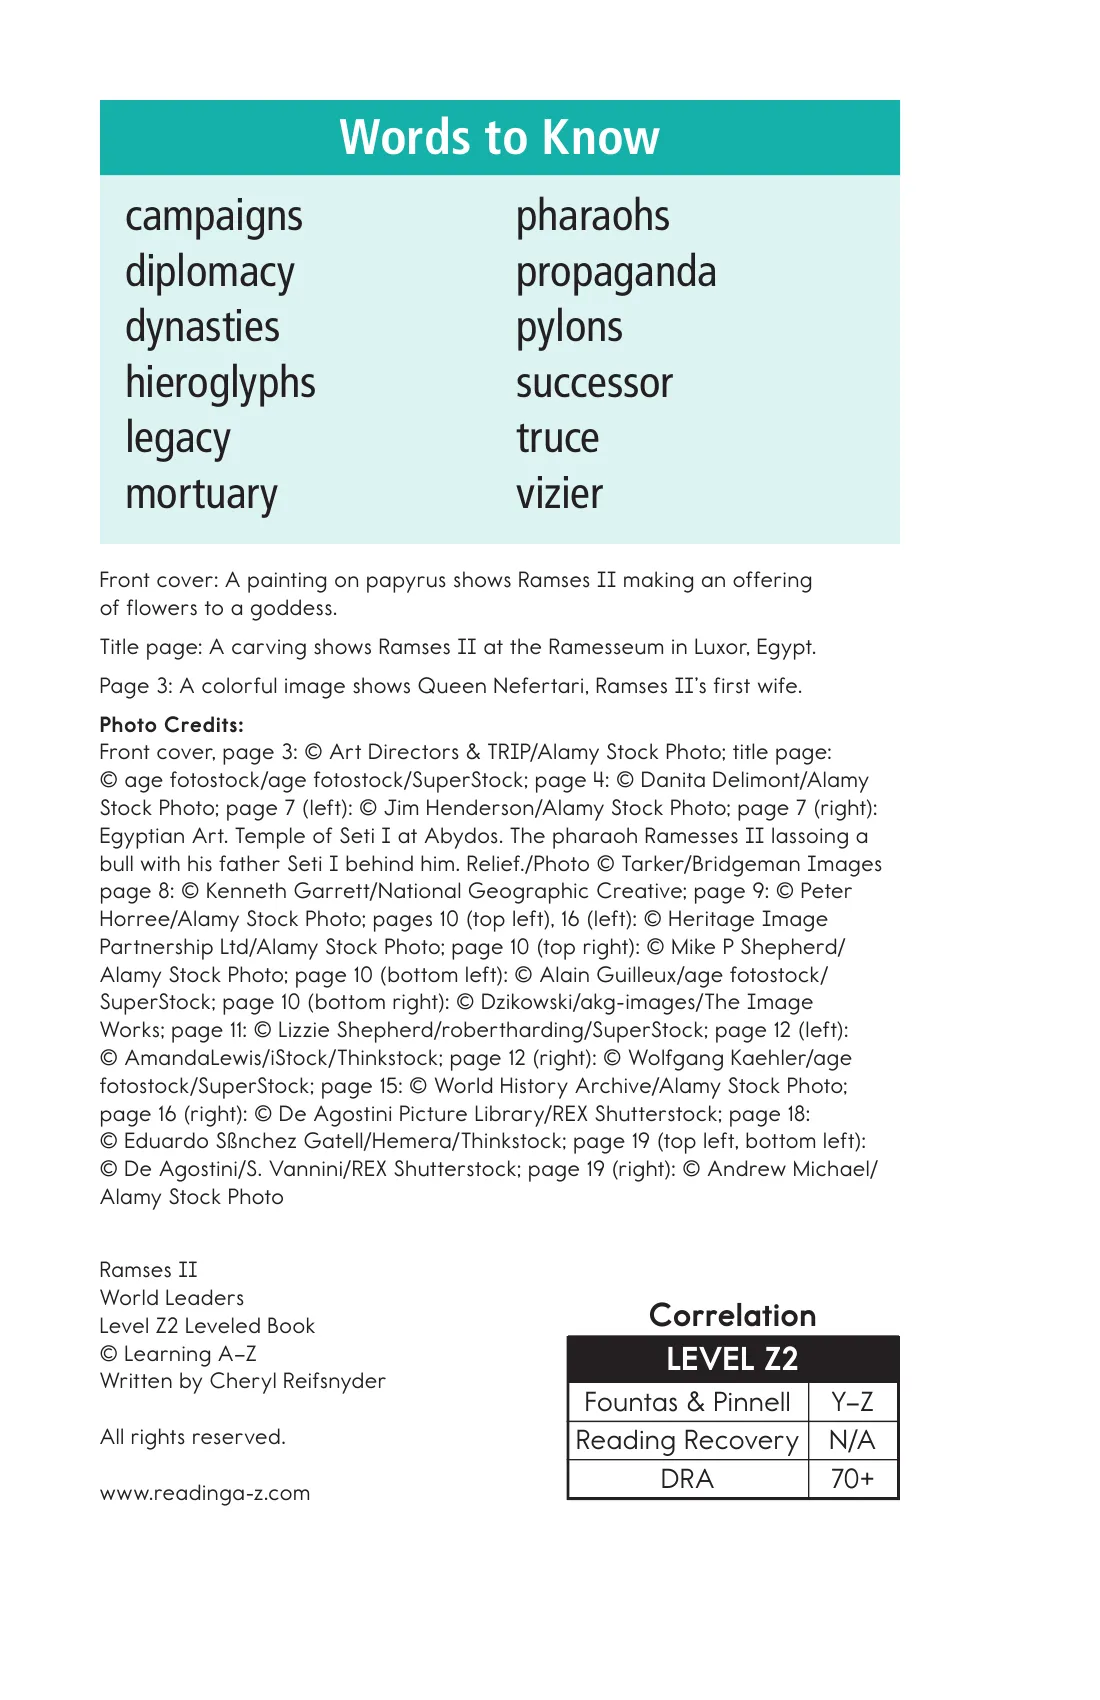 Words to Know
campaigns
diplomacy
dynasties
hieroglyphs
legacy
mortuary
pharaohs
propaganda
pylons
successor
truce
vizier
Front cover: A painting on papyrus shows Ramses II making an offering
of flowers to a goddess.
Title page: A carving shows Ramses II at the Ramesseum in Luxor, Egypt.
Page 3: A colorful image shows Queen Nefertari, Ramses II's first wife.
Photo Credits:
Front cover, page 3: © Art Directors & TRIP/Alamy Stock Photo; title page:
© age fotostock/age fotostock/SuperStock; page 4: © Danita Delimont/Alamy
Stock Photo; page 7 (left): © Jim Henderson/Alamy Stock Photo; page 7 (right):
Egyptian Art. Temple of Seti I at Abydos. The pharaoh Ramesses II lassoing a
bull with his father Seti I behind him. Relief./Photo © Tarker/Bridgeman Images
page 8: © Kenneth Garrett/National Geographic Creative; page 9: © Peter
Horree/Alamy Stock Photo; pages 10 (top left), 16 (left): © Heritage Image
Partnership Ltd/Alamy Stock Photo; page 10 (top right): © Mike P Shepherd/
Alamy Stock Photo; page 10 (bottom left): © Alain Guilleux/age fotostock/
SuperStock; page 10 (bottom right): © Dzikowski/akg-images/The Image
Works; page 11: © Lizzie Shepherd/robertharding/SuperStock; page 12 (left):
© AmandaLewis/iStock/Thinkstock; page 12 (right): © Wolfgang Kaehler/age
fotostock/SuperStock; page 15: © World History Archive/Alamy Stock Photo;
page 16 (right): © De Agostini Picture Library/REX Shutterstock; page 18:
© Eduardo Sßnchez Gatell/Hemera/Thinkstock; page 19 (top left, bottom left):
© De Agostini/S. Vannini/REX Shutterstock; page 19 (right): © Andrew Michael/
Alamy Stock Photo
Ramses II
World Leaders
Level Z2 Leveled Book
© Learning A–Z
Written by Cheryl Reifsnyder
All rights reserved.
www.readinga-z.com
Correlation
LEVEL Z2
Fountas & Pinnell Y–Z
Reading Recovery N/A
DRA 70+